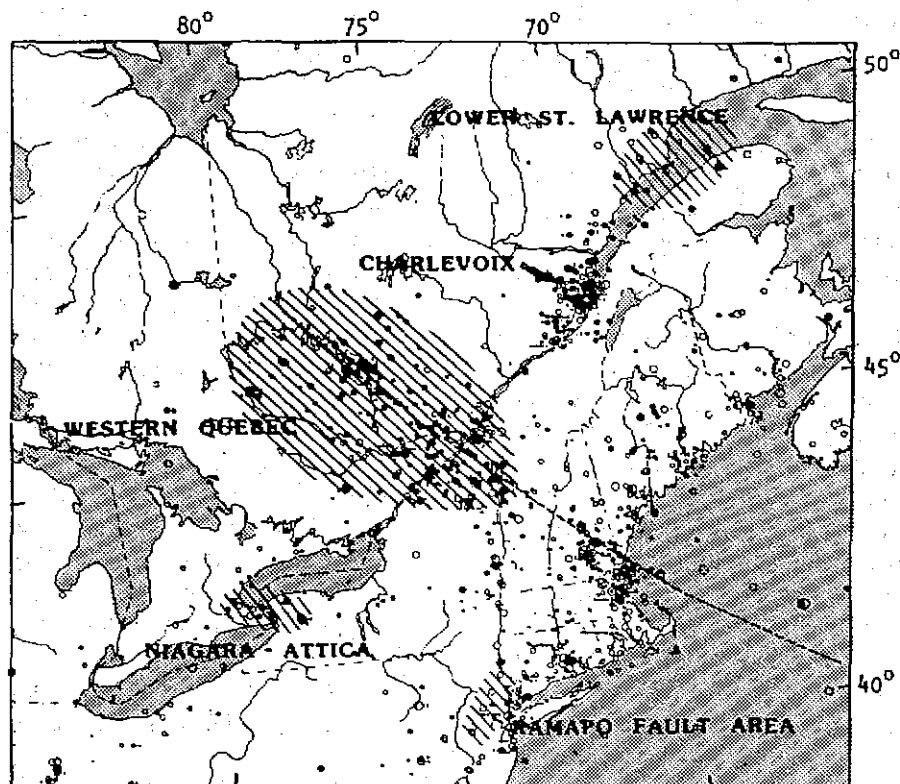 80° 75° 70°
50°
LOWER ST. LAWRENCE
CHARLEVOIX
45°
WESTERN QUEBEC
NIAGARA - ATTICA
40°
RAMAPO FAULT AREA